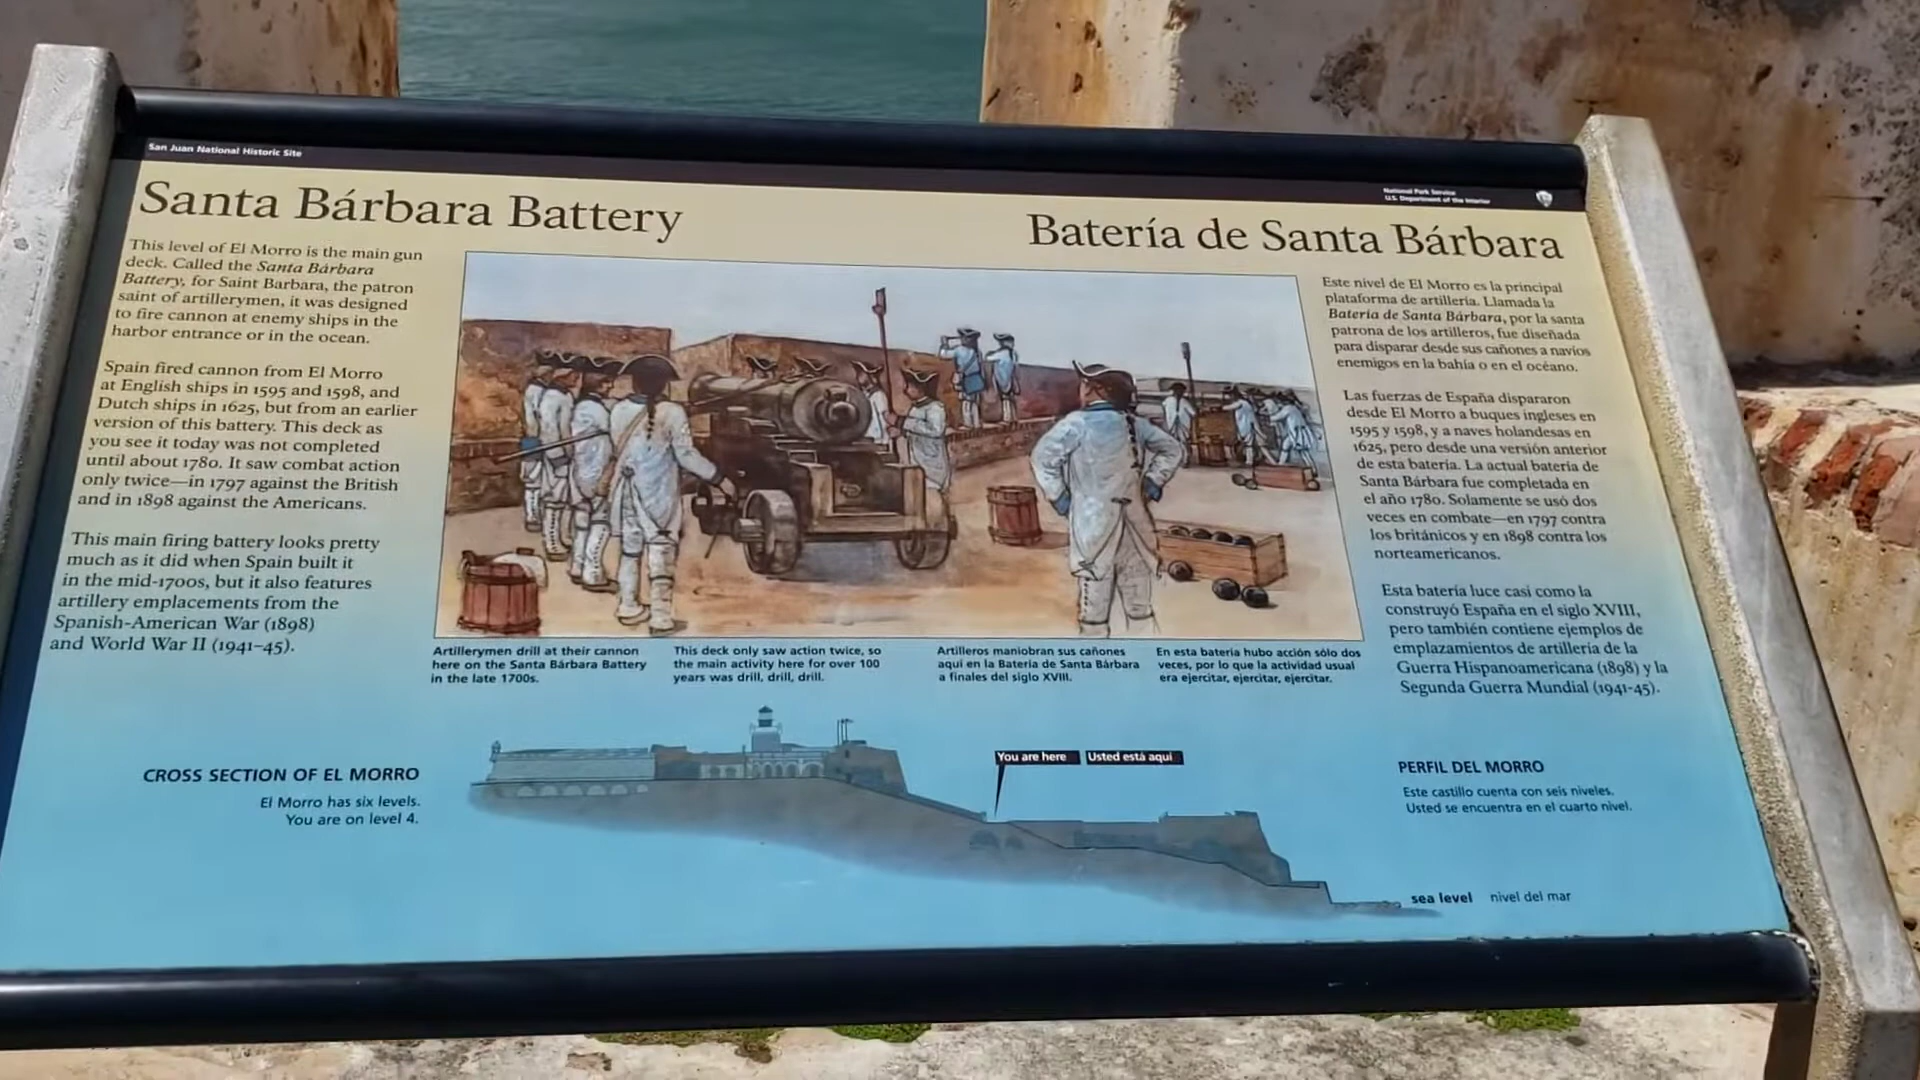 San Juan National Historic Site
National Park Service
U.S. Department of the Interior
Santa Bárbara Battery
Batería de Santa Bárbara
This level of El Morro is the main gun
deck. Called the Santa Bárbara
Battery, for Saint Barbara, the patron
saint of artillerymen, it was designed
to fire cannon at enemy ships in the
harbor entrance or in the ocean.
Spain fired cannon from El Morro
at English ships in 1595 and 1598, and
Dutch ships in 1625, but from an earlier
version of this battery. This deck as
you see it today was not completed
until about 1780. It saw combat action
only twice—in 1797 against the British
and in 1898 against the Americans.
This main firing battery looks pretty
much as it did when Spain built it
in the mid-1700s, but it also features
artillery emplacements from the
Spanish-American War (1898)
and World War II (1941–45).
Este nivel de El Morro es la principal
plataforma de artillería. Llamada la
Batería de Santa Bárbara, por la santa
patrona de los artilleros, fue diseñada
para disparar desde sus cañones a navíos
enemigos en la bahía o en el océano.
Las fuerzas de España dispararon
desde El Morro a buques ingleses en
1595 y 1598, y a naves holandesas en
1625, pero desde una versión anterior
de esta batería. La actual batería de
Santa Bárbara fue completada en
el año 1780. Solamente se usó dos
veces en combate—en 1797 contra
los británicos y en 1898 contra los
norteamericanos.
Esta batería luce casi como la
construyó España en el siglo XVIII,
pero también contiene ejemplos de
emplazamientos de artillería de la
Guerra Hispanoamericana (1898) y la
Segunda Guerra Mundial (1941-45).
Artillerymen drill at their cannon
here on the Santa Bárbara Battery
in the late 1700s.
This deck only saw action twice, so
the main activity here for over 100
years was drill, drill, drill.
Artilleros maniobran sus cañones
aquí en la Batería de Santa Bárbara
a finales del siglo XVIII.
En esta batería hubo acción sólo dos
veces, por lo que la actividad usual
era ejercitar, ejercitar, ejercitar.
CROSS SECTION OF EL MORRO
El Morro has six levels.
You are on level 4.
You are here
Usted está aquí
PERFIL DEL MORRO
Este castillo cuenta con seis niveles.
Usted se encuentra en el cuarto nivel.
sea level nivel del mar